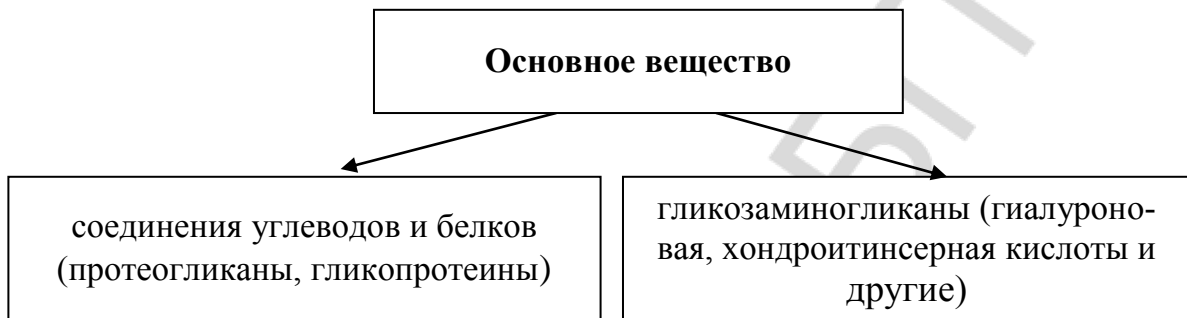 Основное вещество
соединения углеводов и белков
(протеогликаны, гликопротеины)
гликозаминогликаны (гиалуроно-
вая, хондроитинсерная кислоты и
другие)